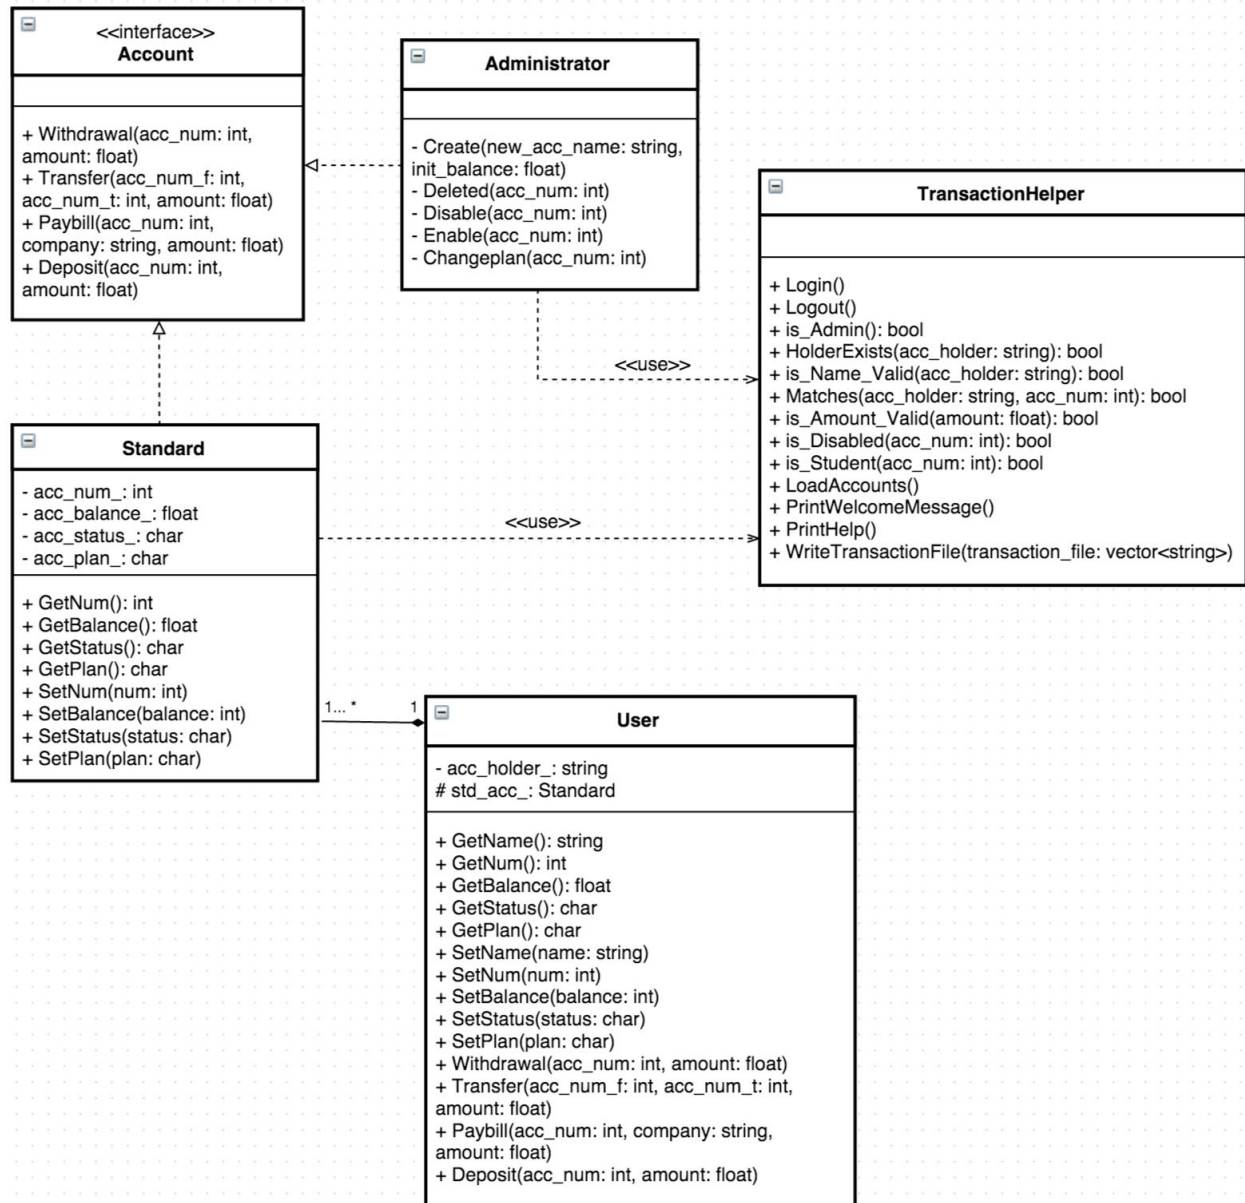 <<interface>>
Account
+ Withdrawal(acc_num: int,
amount: float)
+ Transfer(acc_num_f: int,
acc_num_t: int, amount: float)
+ Paybill(acc_num: int,
company: string, amount: float)
+ Deposit(acc_num: int,
amount: float)
Administrator
- Create(new_acc_name: string,
init_balance: float)
- Deleted(acc_num: int)
- Disable(acc_num: int)
- Enable(acc_num: int)
- Changeplan(acc_num: int)
TransactionHelper
+ Login()
+ Logout()
+ is_Admin(): bool
+ HolderExists(acc_holder: string): bool
+ is_Name_Valid(acc_holder: string): bool
+ Matches(acc_holder: string, acc_num: int): bool
+ is_Amount_Valid(amount: float): bool
+ is_Disabled(acc_num: int): bool
+ is_Student(acc_num: int): bool
+ LoadAccounts()
+ PrintWelcomeMessage()
+ PrintHelp()
+ WriteTransactionFile(transaction_file: vector<string>)
<<use>>
<<use>>
Standard
- acc_num_: int
- acc_balance_: float
- acc_status_: char
- acc_plan_: char
+ GetNum(): int
+ GetBalance(): float
+ GetStatus(): char
+ GetPlan(): char
+ SetNum(num: int)
+ SetBalance(balance: int)
+ SetStatus(status: char)
+ SetPlan(plan: char)
1... *
1
User
- acc_holder_: string
# std_acc_: Standard
+ GetName(): string
+ GetNum(): int
+ GetBalance(): float
+ GetStatus(): char
+ GetPlan(): char
+ SetName(name: string)
+ SetNum(num: int)
+ SetBalance(balance: int)
+ SetStatus(status: char)
+ SetPlan(plan: char)
+ Withdrawal(acc_num: int, amount: float)
+ Transfer(acc_num_f: int, acc_num_t: int,
amount: float)
+ Paybill(acc_num: int, company: string,
amount: float)
+ Deposit(acc_num: int, amount: float)